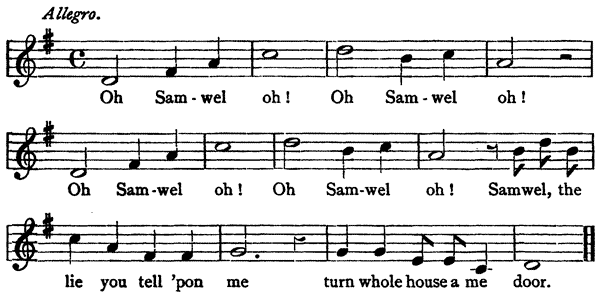 Allegro.
Oh Sam-wel oh! Oh Sam-wel oh!
Oh Sam-wel oh! Oh Sam-wel oh! Samwel, the
lie you tell 'pon me turn whole house a me door.